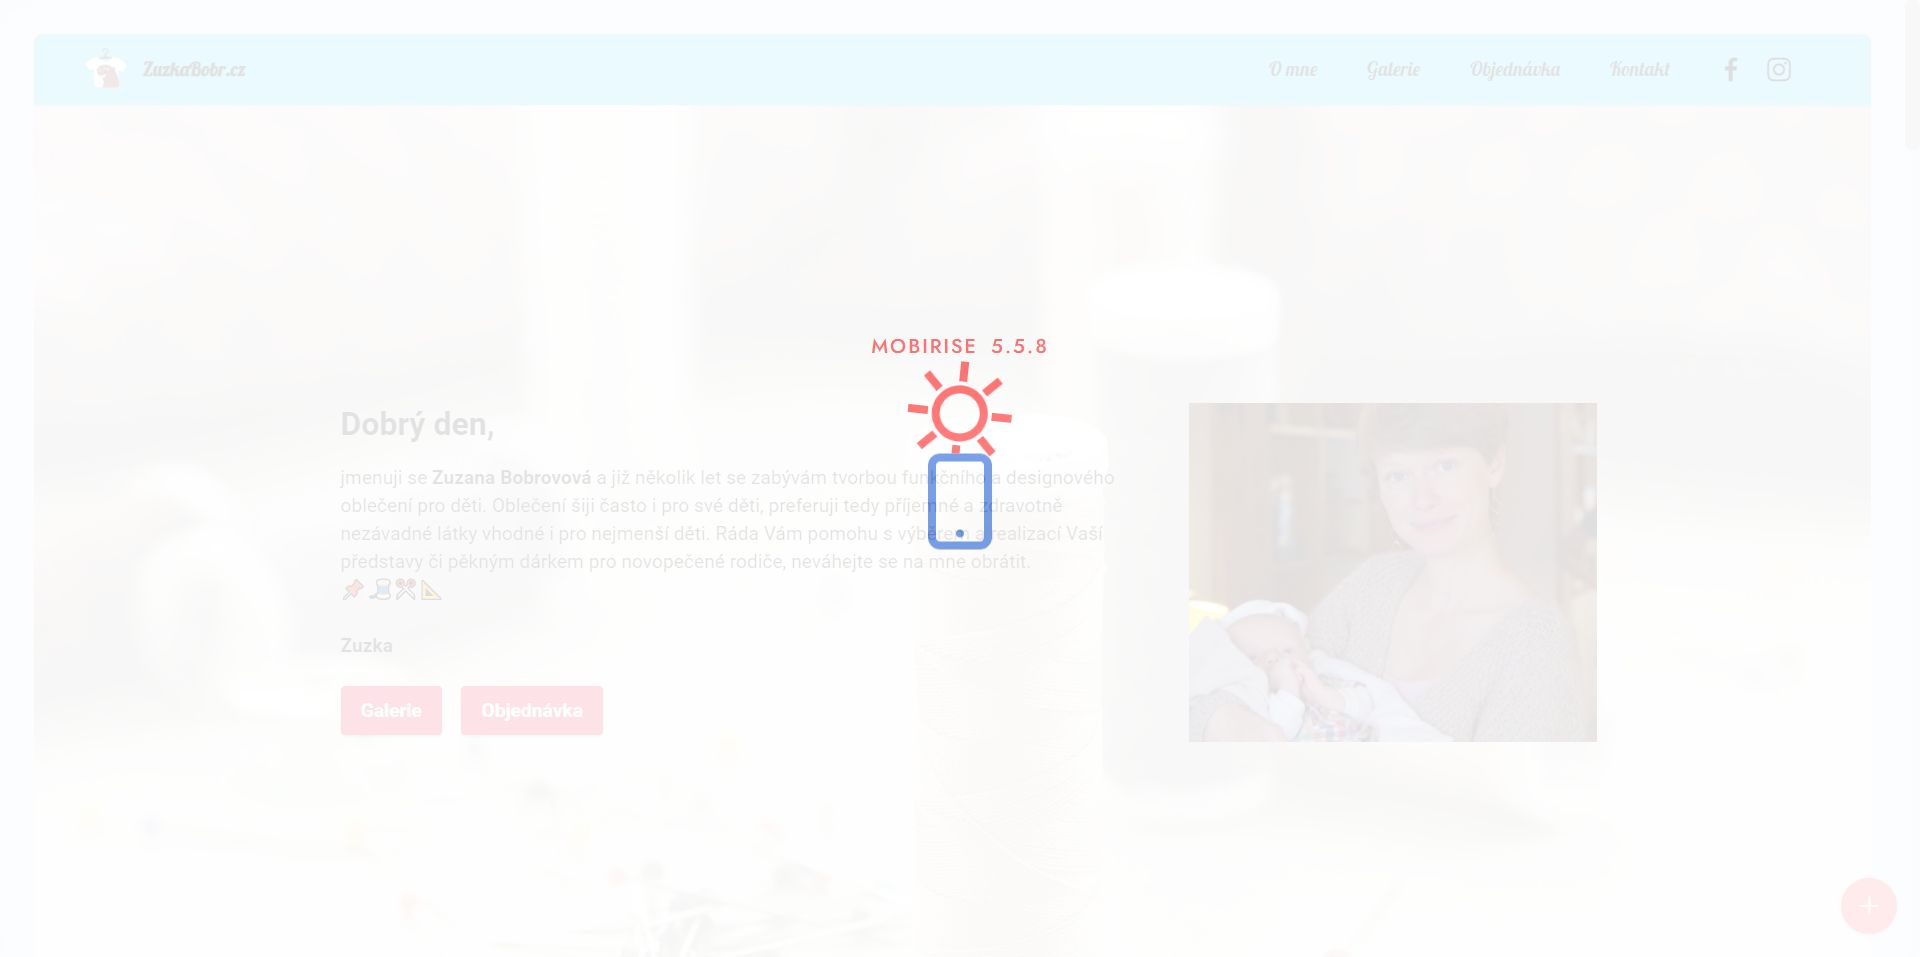 ZuzkaBobr.cz
O mne Galerie Objednávka Kontakt
MOBIRISE 5.5.8
Dobrý den,
jmenuji se Zuzana Bobrovová a již několik let se zabývám tvorbou funkčního a designového
oblečení pro děti. Oblečení šiji často i pro své děti, preferuji tedy příjemné a zdravotně
nezávadné látky vhodné i pro nejmenší děti. Ráda Vám pomohu s výběrem a realizací Vaší
představy či pěkným dárkem pro novopečené rodiče, neváhejte se na mne obrátit.
Zuzka
Galerie Objednávka